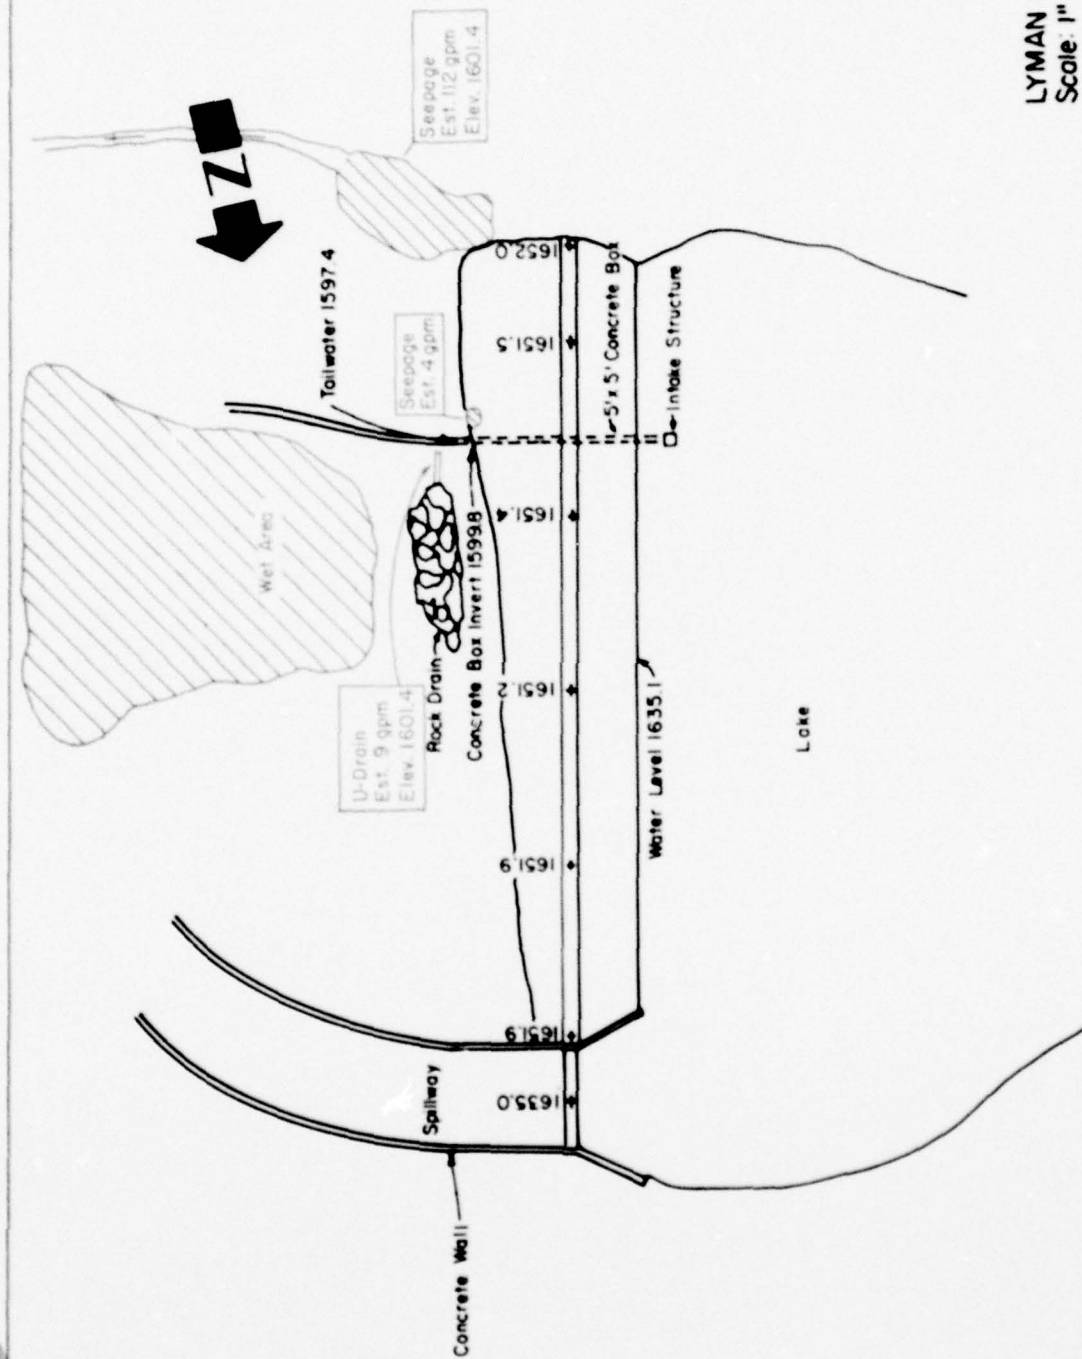 Seepage
Est. 112 gpm
Elev. 1601.4
N
Tailwater 1597.4
Seepage
Est. 4 gpm
Wet Area
U-Drain
Est. 9 gpm
Elev. 1601.4
Rock Drain
Concrete Box Invert 1599.8
1652.0
1651.5
1651.4
1651.2
1651.9
1651.9
1635.0
5'x 5' Concrete Box
Intake Structure
Water Level 1635.1
Lake
Spillway
Concrete Wall
LYMAN
Scale: 1"